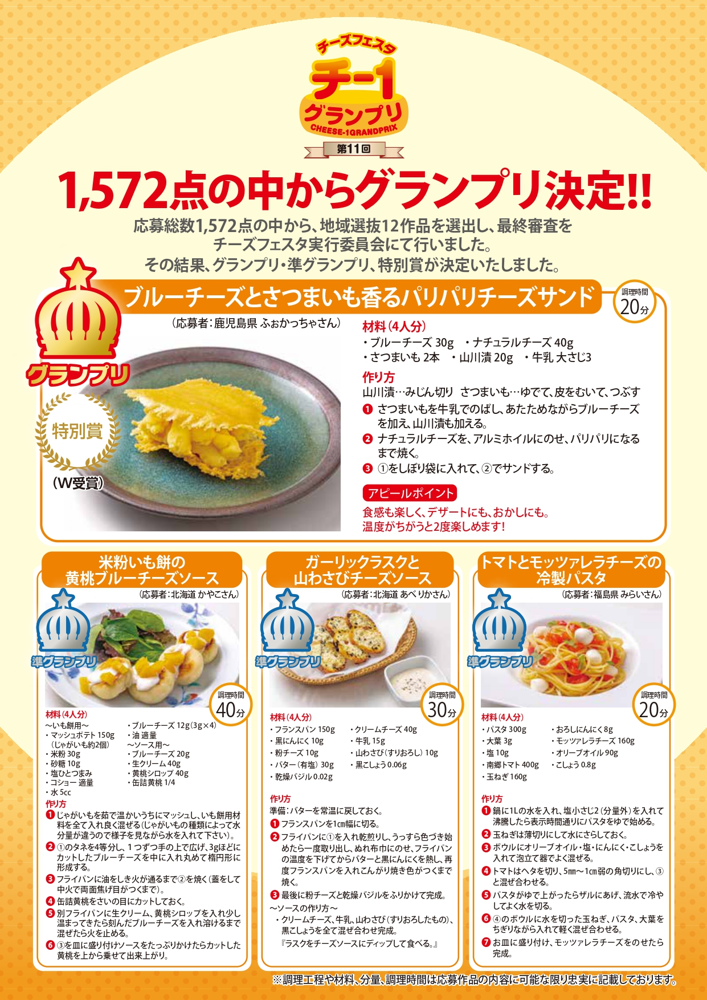 チーズフェスタ
チー1
グランプリ
CHEESE-1GRANDPRIX
第11回
1,572点の中からグランプリ決定!!
応募総数1,572点の中から、地域選抜12作品を選出し、最終審査を
チーズフェスタ実行委員会にて行いました。
その結果、グランプリ・準グランプリ、特別賞が決定いたしました。
グランプリ
特別賞
(W受賞)
ブルーチーズとさつまいも香るパリパリチーズサンド
調理時間
20分
(応募者:鹿児島県 ふぉかっちゃさん)
材料(4人分)
・ブルーチーズ 30g ・ナチュラルチーズ 40g
・さつまいも 2本 ・山川漬 20g ・牛乳 大さじ3
作り方
山川漬…みじん切り さつまいも…ゆでて、皮をむいて、つぶす
❶ さつまいもを牛乳でのばし、あたためながらブルーチーズ
を加え、山川漬も加える。
❷ ナチュラルチーズを、アルミホイルにのせ、パリパリになる
まで焼く。
❸ ①をしぼり袋に入れて、②でサンドする。
アピールポイント
食感も楽しく、デザートにも、おかしにも。
温度がちがうと2度楽しめます!
米粉いも餅の
黄桃ブルーチーズソース
(応募者:北海道 かやこさん)
準グランプリ
調理時間
40分
材料(4人分)
〜いも餅用〜
・マッシュポテト 150g
(じゃがいも約2個)
・米粉 30g
・砂糖 10g
・塩ひとつまみ
・コショー 適量
・水 5cc
・ブルーチーズ 12g(3g×4)
・油 適量
〜ソース用〜
・ブルーチーズ 20g
・生クリーム 40g
・黄桃シロップ 40g
・缶詰黄桃 1/4
作り方
❶ じゃがいもを茹で温かいうちにマッシュし、いも餅用材
料を全て入れ良く混ぜる(じゃがいもの種類によって水
分量が違うので様子を見ながら水を入れて下さい)。
❷ ①のタネを4等分し、1つずつ手の上で広げ、3gほどに
カットしたブルーチーズを中に入れ丸めて楕円形に
形成する。
❸ フライパンに油をしき火が通るまで②を焼く(蓋をして
中火で両面焦げ目がつくまで)。
❹ 缶詰黄桃をさいの目にカットしておく。
❺ 別フライパンに生クリーム、黄桃シロップを入れ少し
温まってきたら刻んだブルーチーズを入れ溶けるまで
混ぜたら火を止める。
❻ ③を皿に盛り付けソースをたっぷりかけたらカットした
黄桃を上から乗せて出来上がり。
ガーリックラスクと
山わさびチーズソース
(応募者:北海道 あべ りかさん)
準グランプリ
調理時間
30分
材料(4人分)
・フランスパン 150g
・黒にんにく 10g
・粉チーズ 10g
・バター(有塩) 30g
・乾燥バジル 0.02g
・クリームチーズ 40g
・牛乳 15g
・山わさび(すりおろし) 10g
・黒こしょう 0.06g
作り方
準備:バターを常温に戻しておく。
❶ フランスパンを1㎝幅に切る。
❷ フライパンに①を入れ乾煎りし、うっすら色づき始
めたら一度取り出し、ぬれ布巾にのせ、フライパン
の温度を下げてからバターと黒にんにくを熱し、再
度フランスパンを入れこんがり焼き色がつくまで
焼く。
❸ 最後に粉チーズと乾燥バジルをふりかけて完成。
〜ソースの作り方〜
・クリームチーズ、牛乳、山わさび(すりおろしたもの)、
黒こしょうを全て混ぜ合わせ完成。
『ラスクをチーズソースにディップして食べる。』
トマトとモッツァレラチーズの
冷製パスタ
(応募者:福島県 みらいさん)
準グランプリ
調理時間
20分
材料(4人分)
・パスタ 300g
・大葉 3g
・塩 10g
・南郷トマト 400g
・玉ねぎ 160g
・おろしにんにく 8g
・モッツァレラチーズ 160g
・オリーブオイル 90g
・こしょう 0.8g
作り方
❶ 鍋に1Lの水を入れ、塩小さじ2(分量外)を入れて
沸騰したら表示時間通りにパスタをゆで始める。
❷ 玉ねぎは薄切りにして水にさらしておく。
❸ ボウルにオリーブオイル・塩・にんにく・こしょうを
入れて泡立て器でよく混ぜる。
❹ トマトはヘタを切り、5㎜〜1㎝弱の角切りにし、③
と混ぜ合わせる。
❺ パスタがゆで上がったらザルにあげ、流水で冷や
してよく水を切る。
❻ ④のボウルに水を切った玉ねぎ、パスタ、大葉を
ちぎりながら入れて軽く混ぜ合わせる。
❼ お皿に盛り付け、モッツァレラチーズをのせたら
完成。
※調理工程や材料、分量、調理時間は応募作品の内容に可能な限り忠実に記載しております。